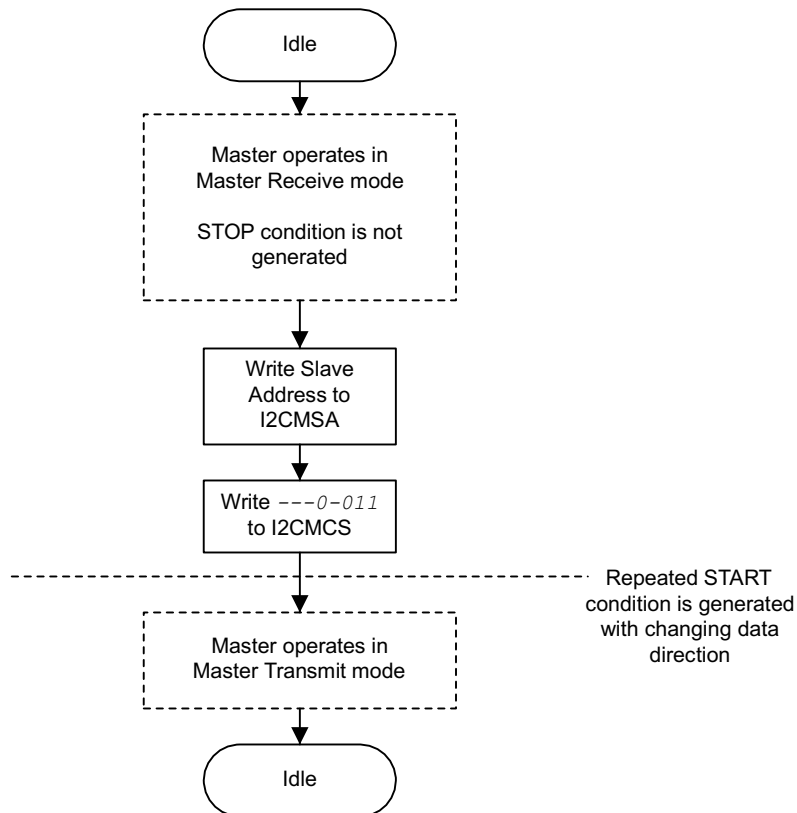 Idle
Master operates in
Master Receive mode
STOP condition is not
generated
Write Slave
Address to
I2CMSA
Write ---0-011
to I2CMCS
Repeated START
condition is generated
with changing data
direction
Master operates in
Master Transmit mode
Idle